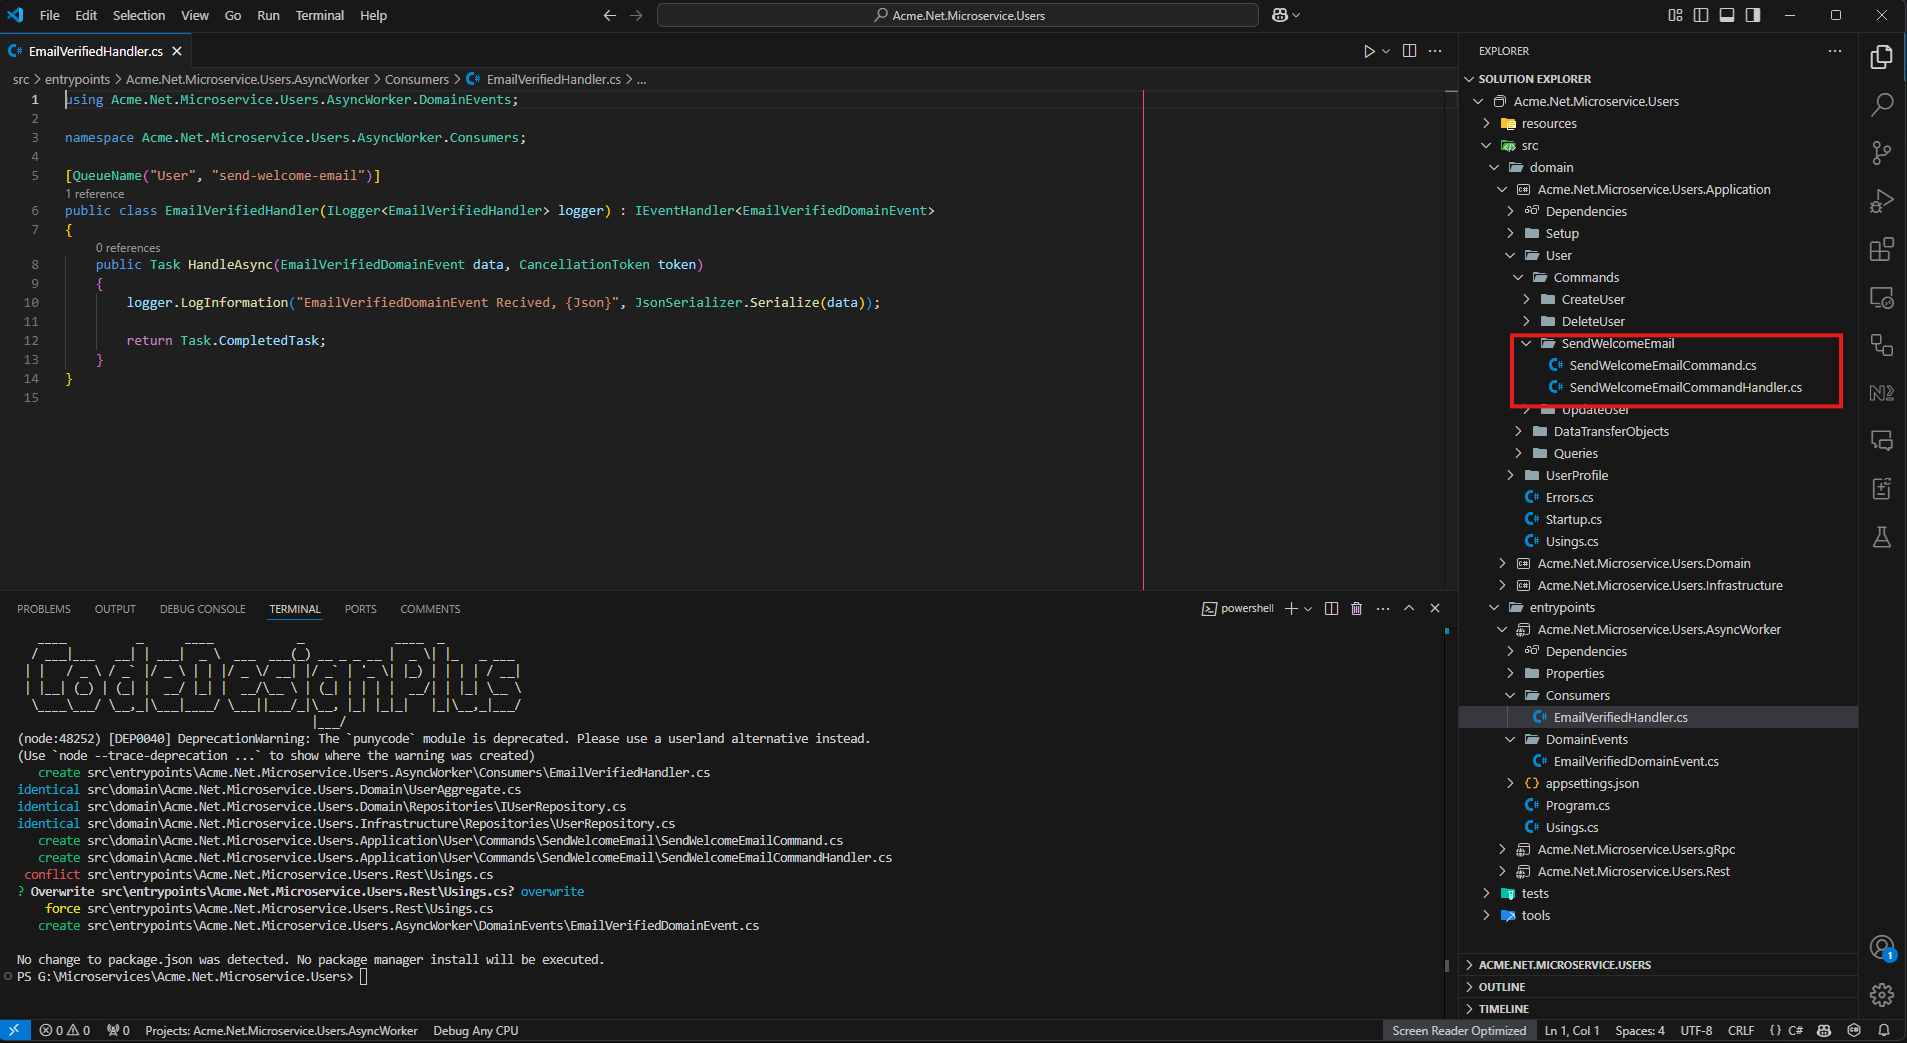 File Edit Selection View Go Run Terminal Help
Acme.Net.Microservice.Users
EmailVerifiedHandler.cs
src > entrypoints > Acme.Net.Microservice.Users.AsyncWorker > Consumers > EmailVerifiedHandler.cs > ...
1 using Acme.Net.Microservice.Users.AsyncWorker.DomainEvents;
2
3 namespace Acme.Net.Microservice.Users.AsyncWorker.Consumers;
4
5 [QueueName("User", "send-welcome-email")]
1 reference
6 public class EmailVerifiedHandler(ILogger<EmailVerifiedHandler> logger) : IEventHandler<EmailVerifiedDomainEvent>
7 {
0 references
8 public Task HandleAsync(EmailVerifiedDomainEvent data, CancellationToken token)
9 {
10 logger.LogInformation("EmailVerifiedDomainEvent Recived, {Json}", JsonSerializer.Serialize(data));
11
12 return Task.CompletedTask;
13 }
14 }
15
PROBLEMS OUTPUT DEBUG CONSOLE TERMINAL PORTS COMMENTS
powershell
CodeDesignPlus
(node:48252) [DEP0040] DeprecationWarning: The `punycode` module is deprecated. Please use a userland alternative instead.
(Use `node --trace-deprecation ...` to show where the warning was created)
create src\entrypoints\Acme.Net.Microservice.Users.AsyncWorker\Consumers\EmailVerifiedHandler.cs
identical src\domain\Acme.Net.Microservice.Users.Domain\UserAggregate.cs
identical src\domain\Acme.Net.Microservice.Users.Domain\Repositories\IUserRepository.cs
identical src\domain\Acme.Net.Microservice.Users.Infrastructure\Repositories\UserRepository.cs
create src\domain\Acme.Net.Microservice.Users.Application\User\Commands\SendWelcomeEmail\SendWelcomeEmailCommand.cs
create src\domain\Acme.Net.Microservice.Users.Application\User\Commands\SendWelcomeEmail\SendWelcomeEmailCommandHandler.cs
conflict src\entrypoints\Acme.Net.Microservice.Users.Rest\Usings.cs
? Overwrite src\entrypoints\Acme.Net.Microservice.Users.Rest\Usings.cs? overwrite
force src\entrypoints\Acme.Net.Microservice.Users.Rest\Usings.cs
create src\entrypoints\Acme.Net.Microservice.Users.AsyncWorker\DomainEvents\EmailVerifiedDomainEvent.cs
No change to package.json was detected. No package manager install will be executed.
PS G:\Microservices\Acme.Net.Microservice.Users>
EXPLORER
SOLUTION EXPLORER
Acme.Net.Microservice.Users
resources
src
domain
Acme.Net.Microservice.Users.Application
Dependencies
Setup
User
Commands
CreateUser
DeleteUser
SendWelcomeEmail
SendWelcomeEmailCommand.cs
SendWelcomeEmailCommandHandler.cs
UpdateUser
DataTransferObjects
Queries
UserProfile
Errors.cs
Startup.cs
Usings.cs
Acme.Net.Microservice.Users.Domain
Acme.Net.Microservice.Users.Infrastructure
entrypoints
Acme.Net.Microservice.Users.AsyncWorker
Dependencies
Properties
Consumers
EmailVerifiedHandler.cs
DomainEvents
EmailVerifiedDomainEvent.cs
appsettings.json
Program.cs
Usings.cs
Acme.Net.Microservice.Users.gRpc
Acme.Net.Microservice.Users.Rest
tests
tools
ACME.NET.MICROSERVICE.USERS
OUTLINE
TIMELINE
1
0 0 0 Projects: Acme.Net.Microservice.Users.AsyncWorker Debug Any CPU
Screen Reader Optimized Ln 1, Col 1 Spaces: 4 UTF-8 CRLF {} C#